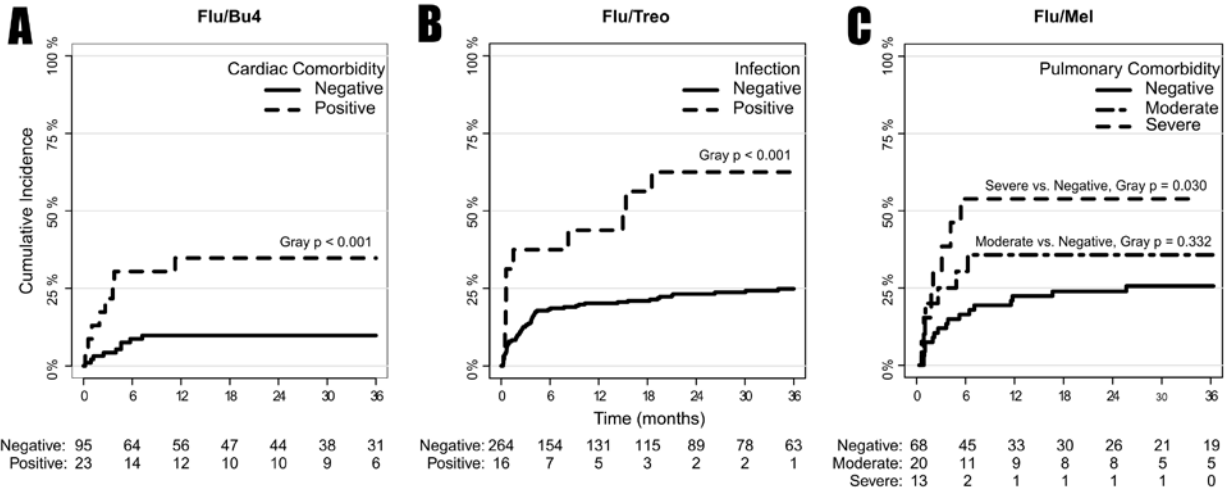 A
Flu/Bu4
Cumulative Incidence
100 %
75 %
50 %
25 %
0%
Cardiac Comorbidity
Negative
Positive
Gray p < 0.001
0 6 12 18 24 30 36
Negative: 95 64 56 47 44 38 31
Positive: 23 14 12 10 10 9 6
B
Flu/Treo
100 %
75 %
50 %
25 %
0%
Infection
Negative
Positive
Gray p < 0.001
0 6 12 18 24 30 36
Time (months)
Negative: 264 154 131 115 89 78 63
Positive: 16 7 5 3 2 2 1
C
Flu/Mel
100 %
75 %
50 %
25 %
0%
Pulmonary Comorbidity
Negative
Moderate
Severe
Severe vs. Negative, Gray p = 0.030
Moderate vs. Negative, Gray p = 0.332
0 6 12 18 24 30 36
Negative: 68 45 33 30 26 21 19
Moderate: 20 11 9 8 8 5 5
Severe: 13 2 1 1 1 1 0